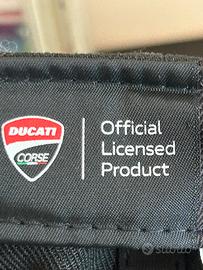 DUCATI
CORSE
Official
Licensed
Product